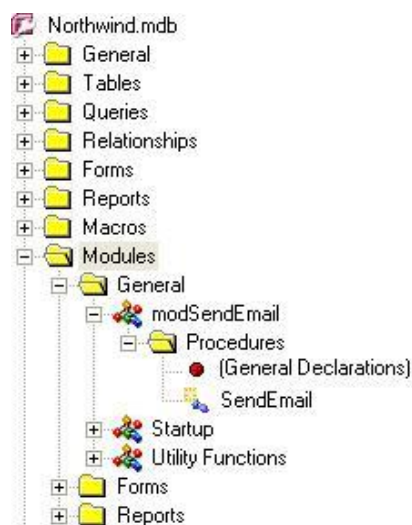 Northwind.mdb
General
Tables
Queries
Relationships
Forms
Reports
Macros
Modules
General
modSendEmail
Procedures
(General Declarations)
SendEmail
Startup
Utility Functions
Forms
Reports